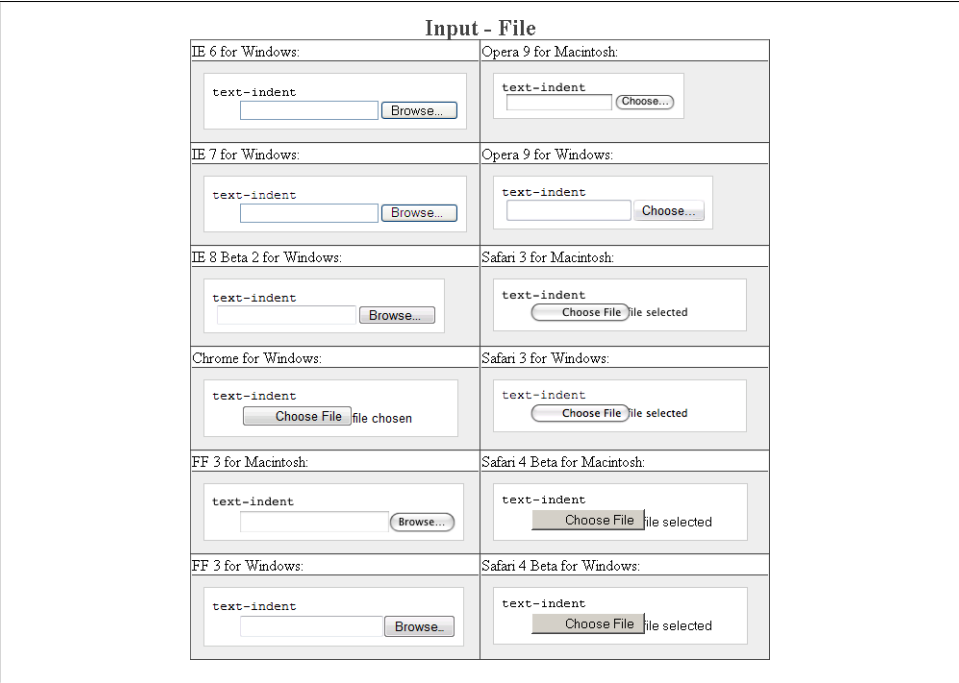 Input - File
IE 6 for Windows:
text-indent
Browse...
Opera 9 for Macintosh:
text-indent
Choose...
IE 7 for Windows:
text-indent
Browse...
Opera 9 for Windows:
text-indent
Choose...
IE 8 Beta 2 for Windows:
text-indent
Browse...
Safari 3 for Macintosh:
text-indent
Choose File file selected
Chrome for Windows:
text-indent
Choose File file chosen
Safari 3 for Windows:
text-indent
Choose File file selected
FF 3 for Macintosh:
text-indent
Browse...
Safari 4 Beta for Macintosh:
text-indent
Choose File file selected
FF 3 for Windows:
text-indent
Browse...
Safari 4 Beta for Windows:
text-indent
Choose File file selected